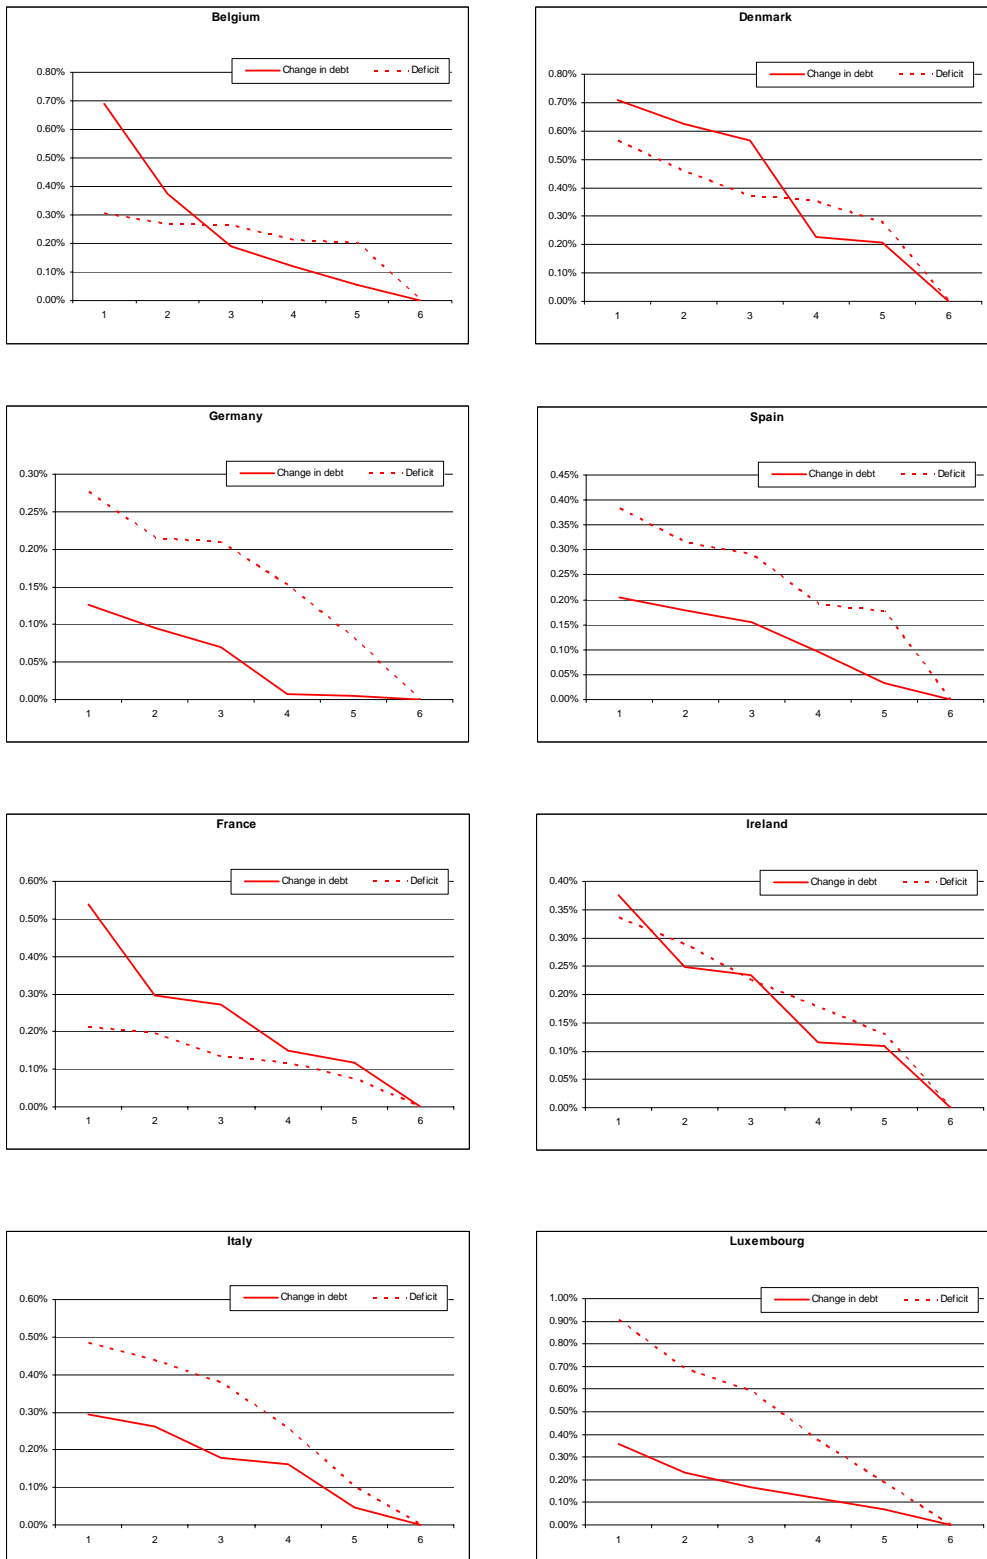 Belgium
Change in debt Deficit
0.80%
0.70%
0.60%
0.50%
0.40%
0.30%
0.20%
0.10%
0.00%
1 2 3 4 5 6
Denmark
Change in debt Deficit
0.80%
0.70%
0.60%
0.50%
0.40%
0.30%
0.20%
0.10%
0.00%
1 2 3 4 5 6
Germany
Change in debt Deficit
0.30%
0.25%
0.20%
0.15%
0.10%
0.05%
0.00%
1 2 3 4 5 6
Spain
Change in debt Deficit
0.45%
0.40%
0.35%
0.30%
0.25%
0.20%
0.15%
0.10%
0.05%
0.00%
1 2 3 4 5 6
France
Change in debt Deficit
0.60%
0.50%
0.40%
0.30%
0.20%
0.10%
0.00%
1 2 3 4 5 6
Ireland
Change in debt Deficit
0.40%
0.35%
0.30%
0.25%
0.20%
0.15%
0.10%
0.05%
0.00%
1 2 3 4 5 6
Italy
Change in debt Deficit
0.60%
0.50%
0.40%
0.30%
0.20%
0.10%
0.00%
1 2 3 4 5 6
Luxembourg
Change in debt Deficit
1.00%
0.90%
0.80%
0.70%
0.60%
0.50%
0.40%
0.30%
0.20%
0.10%
0.00%
1 2 3 4 5 6